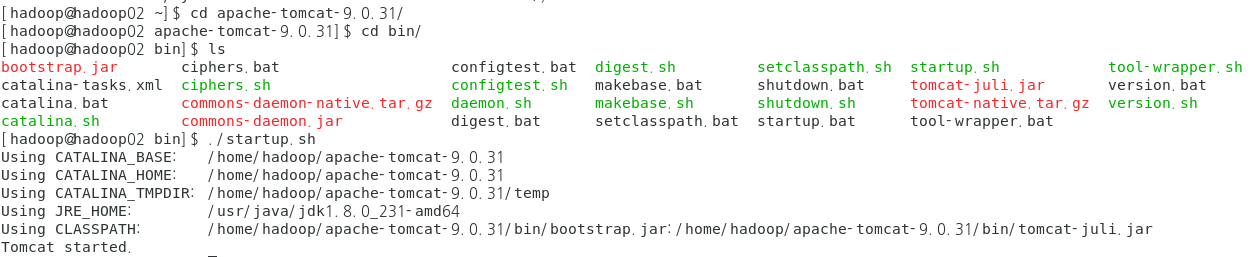 [hadoop@hadoop02 ~]$ cd apache-tomcat-9.0.31/
[hadoop@hadoop02 apache-tomcat-9.0.31]$ cd bin/
[hadoop@hadoop02 bin]$ ls
bootstrap.jar ciphers.bat configtest.bat digest.sh setclasspath.sh startup.sh tool-wrapper.sh
catalina-tasks.xml ciphers.sh configtest.sh makebase.bat shutdown.bat tomcat-juli.jar version.bat
catalina.bat commons-daemon-native.tar.gz daemon.sh makebase.sh shutdown.sh tomcat-native.tar.gz version.sh
catalina.sh commons-daemon.jar digest.bat setclasspath.bat startup.bat tool-wrapper.bat
[hadoop@hadoop02 bin]$ ./startup.sh
Using CATALINA_BASE: /home/hadoop/apache-tomcat-9.0.31
Using CATALINA_HOME: /home/hadoop/apache-tomcat-9.0.31
Using CATALINA_TMPDIR: /home/hadoop/apache-tomcat-9.0.31/temp
Using JRE_HOME: /usr/java/jdk1.8.0_231-amd64
Using CLASSPATH: /home/hadoop/apache-tomcat-9.0.31/bin/bootstrap.jar:/home/hadoop/apache-tomcat-9.0.31/bin/tomcat-juli.jar
Tomcat started.